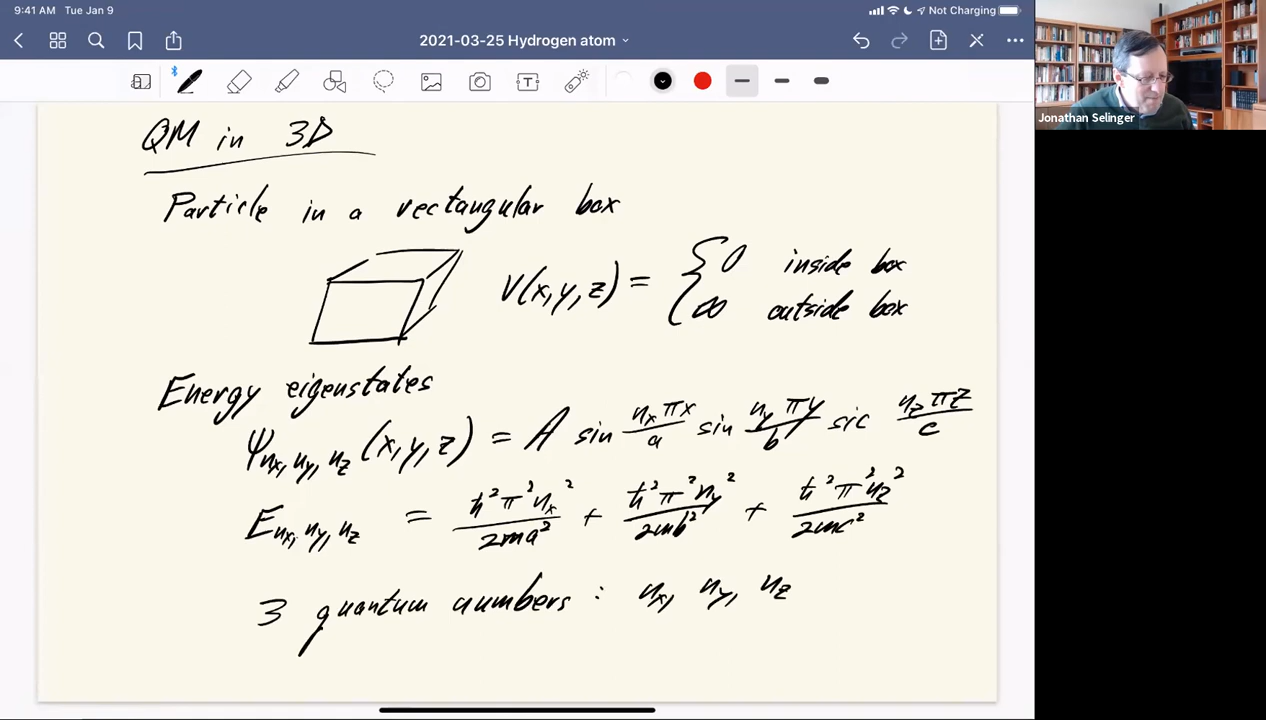 9:41 AM Tue Jan 9
Not Charging
2021-03-25 Hydrogen atom
Jonathan Selinger
QM in 3D
Particle in a rectangular box
V(x,y,z) = { 0 inside box
∞ outside box
Energy eigenstates
ψnx,ny,nz (x,y,z) = A sin nxπx/a sin nyπy/b sin nzπz/c
Enx,ny,nz = ħ²π²nx²/2ma² + ħ²π²ny²/2mb² + ħ²π²nz²/2mc²
3 quantum numbers : nx, ny, nz